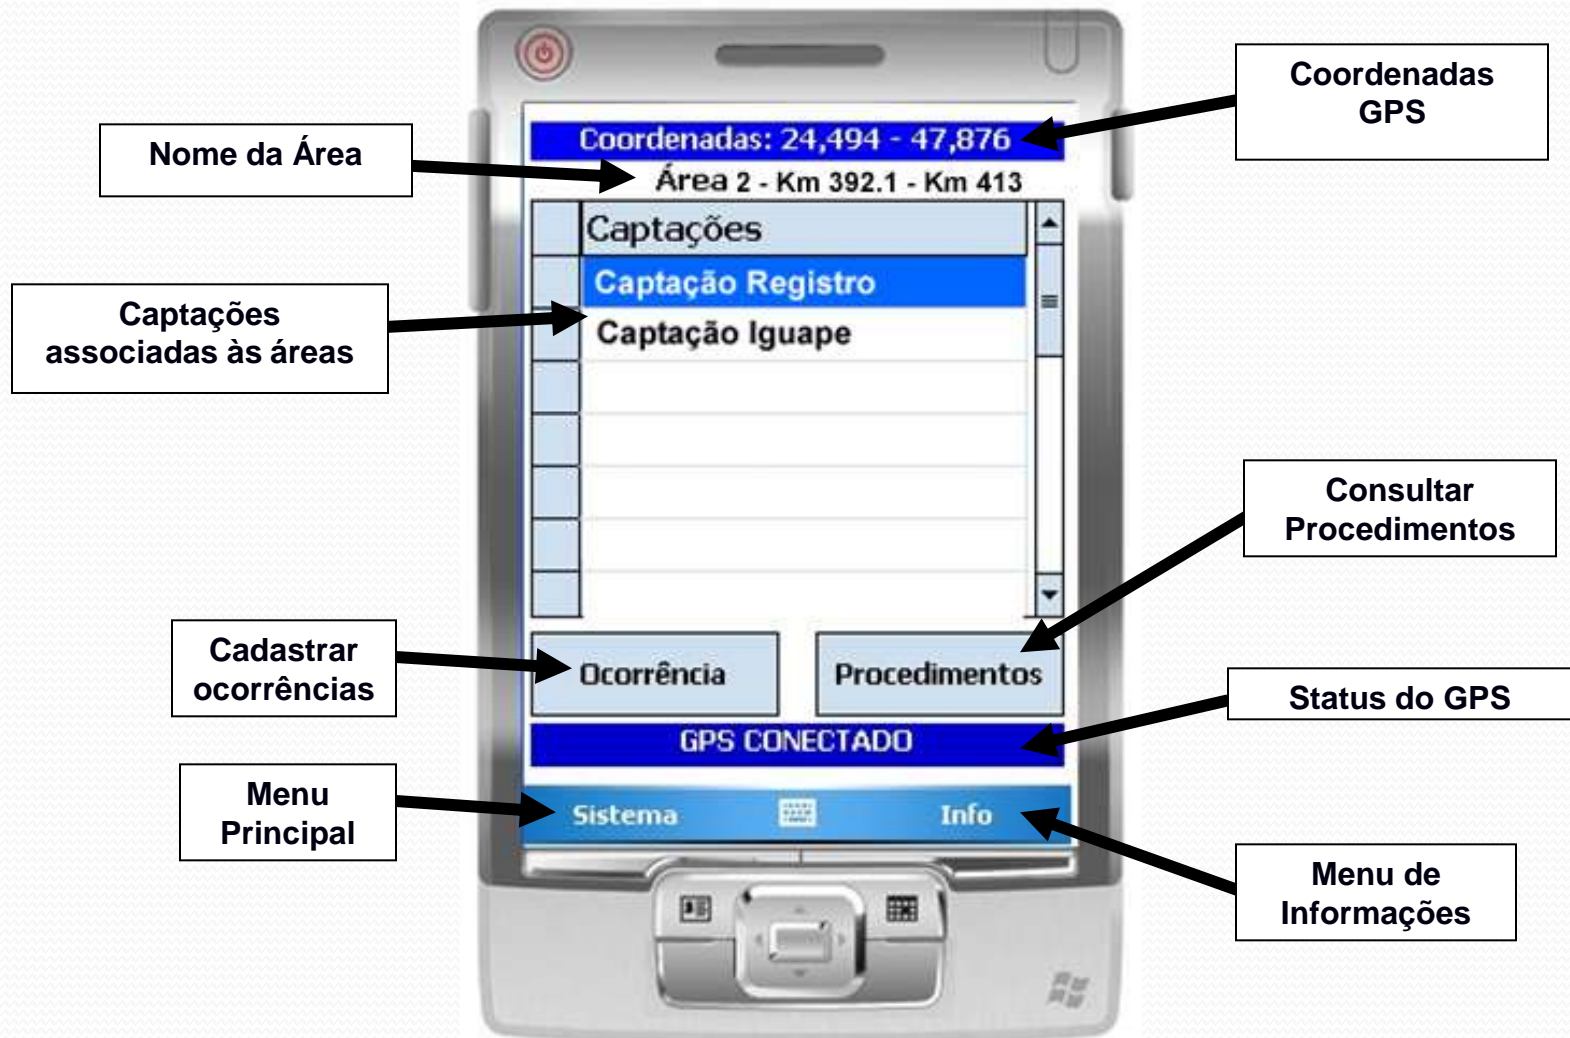 Coordenadas
GPS
Nome da Área
Coordenadas: 24,494 - 47,876
Área 2 - Km 392.1 - Km 413
Captações
Captação Registro
Captação Iguape
Captações
associadas às áreas
Consultar
Procedimentos
Cadastrar
ocorrências
Ocorrência
Procedimentos
Status do GPS
GPS CONECTADO
Menu
Principal
Sistema
Info
Menu de
Informações